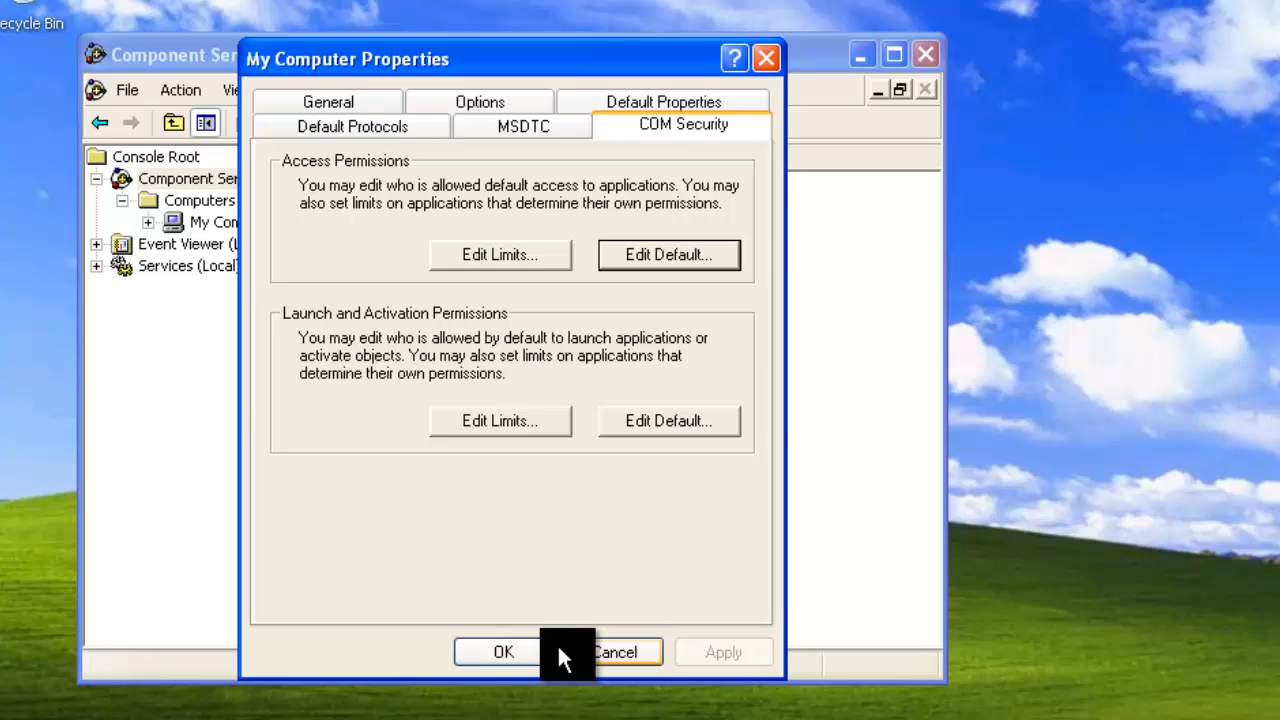 ecycle Bin
Component Ser
My Computer Properties
File Action Vi
General Options Default Properties
Default Protocols MSDTC COM Security
Console Root
Component Ser
Computers
My Con
Event Viewer (L
Services (Local)
Access Permissions
You may edit who is allowed default access to applications. You may
also set limits on applications that determine their own permissions.
Edit Limits... Edit Default...
Launch and Activation Permissions
You may edit who is allowed by default to launch applications or
activate objects. You may also set limits on applications that
determine their own permissions.
Edit Limits... Edit Default...
OK Cancel Apply